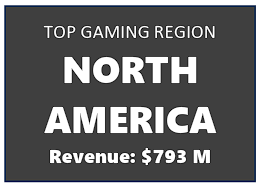 TOP GAMING REGION
NORTH
AMERICA
Revenue: $793 M